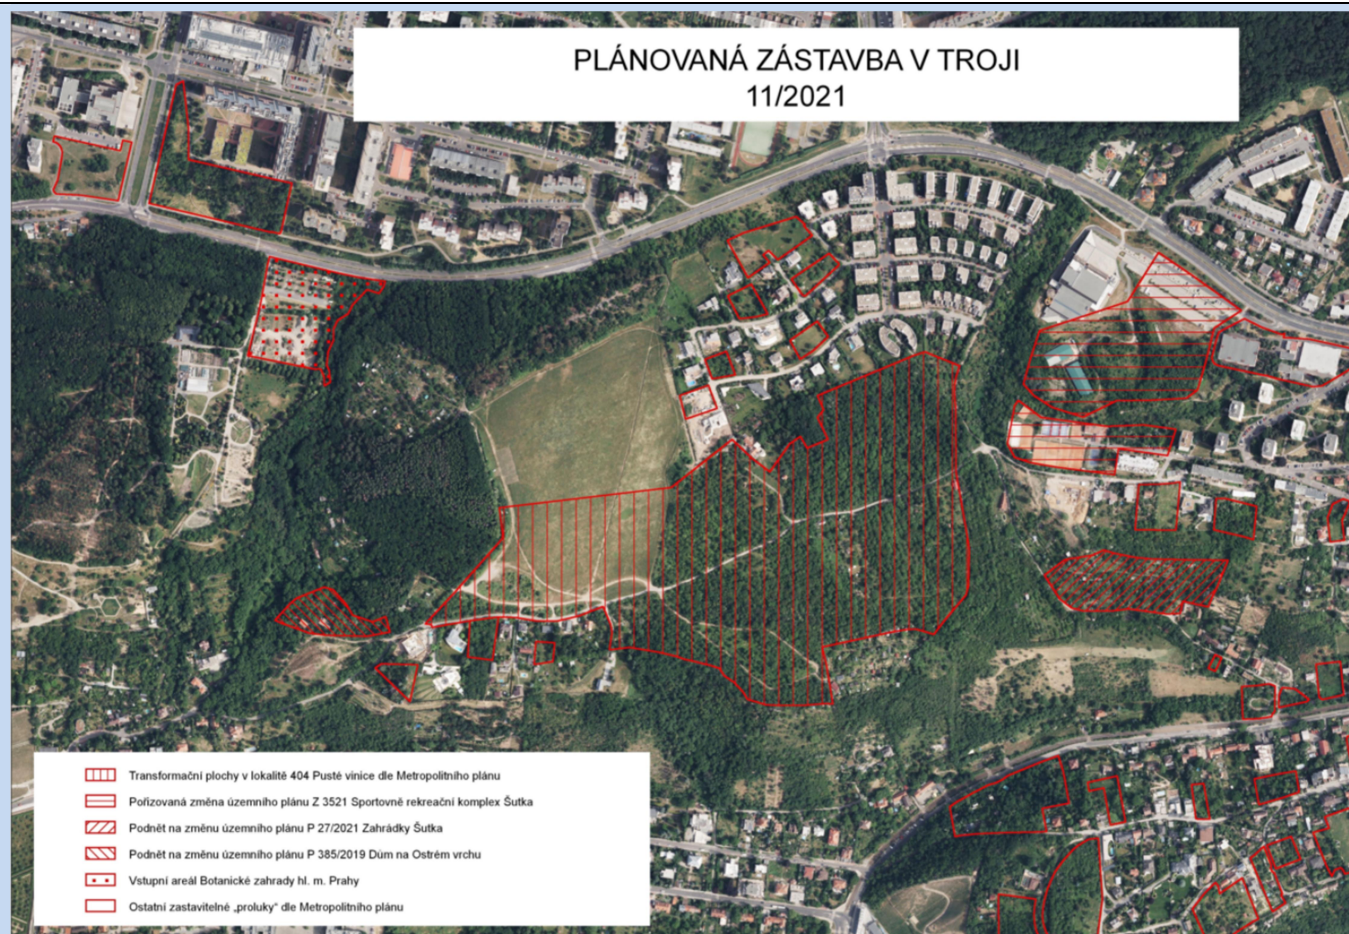 PLÁNOVANÁ ZÁSTAVBA V TROJI
11/2021
Transformační plochy v lokalitě 404 Pusté vinice dle Metropolitního plánu
Pořizovaná změna územního plánu Z 3521 Sportovně rekreační komplex Šutka
Podnět na změnu územního plánu P 27/2021 Zahrádky Šutka
Podnět na změnu územního plánu P 385/2019 Dům na Ostrém vrchu
Vstupní areál Botanické zahrady hl. m. Prahy
Ostatní zastavitelné „proluky“ dle Metropolitního plánu